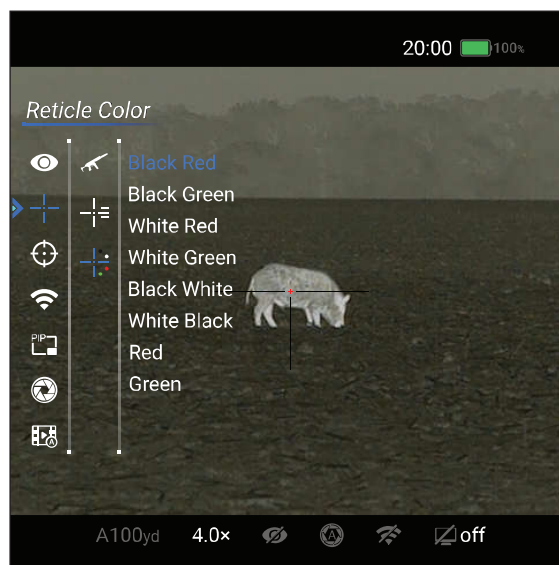 20:00 100%
Reticle Color
Black Red
Black Green
White Red
White Green
Black White
White Black
Red
Green
PIP
A
A100yd 4.0× A off